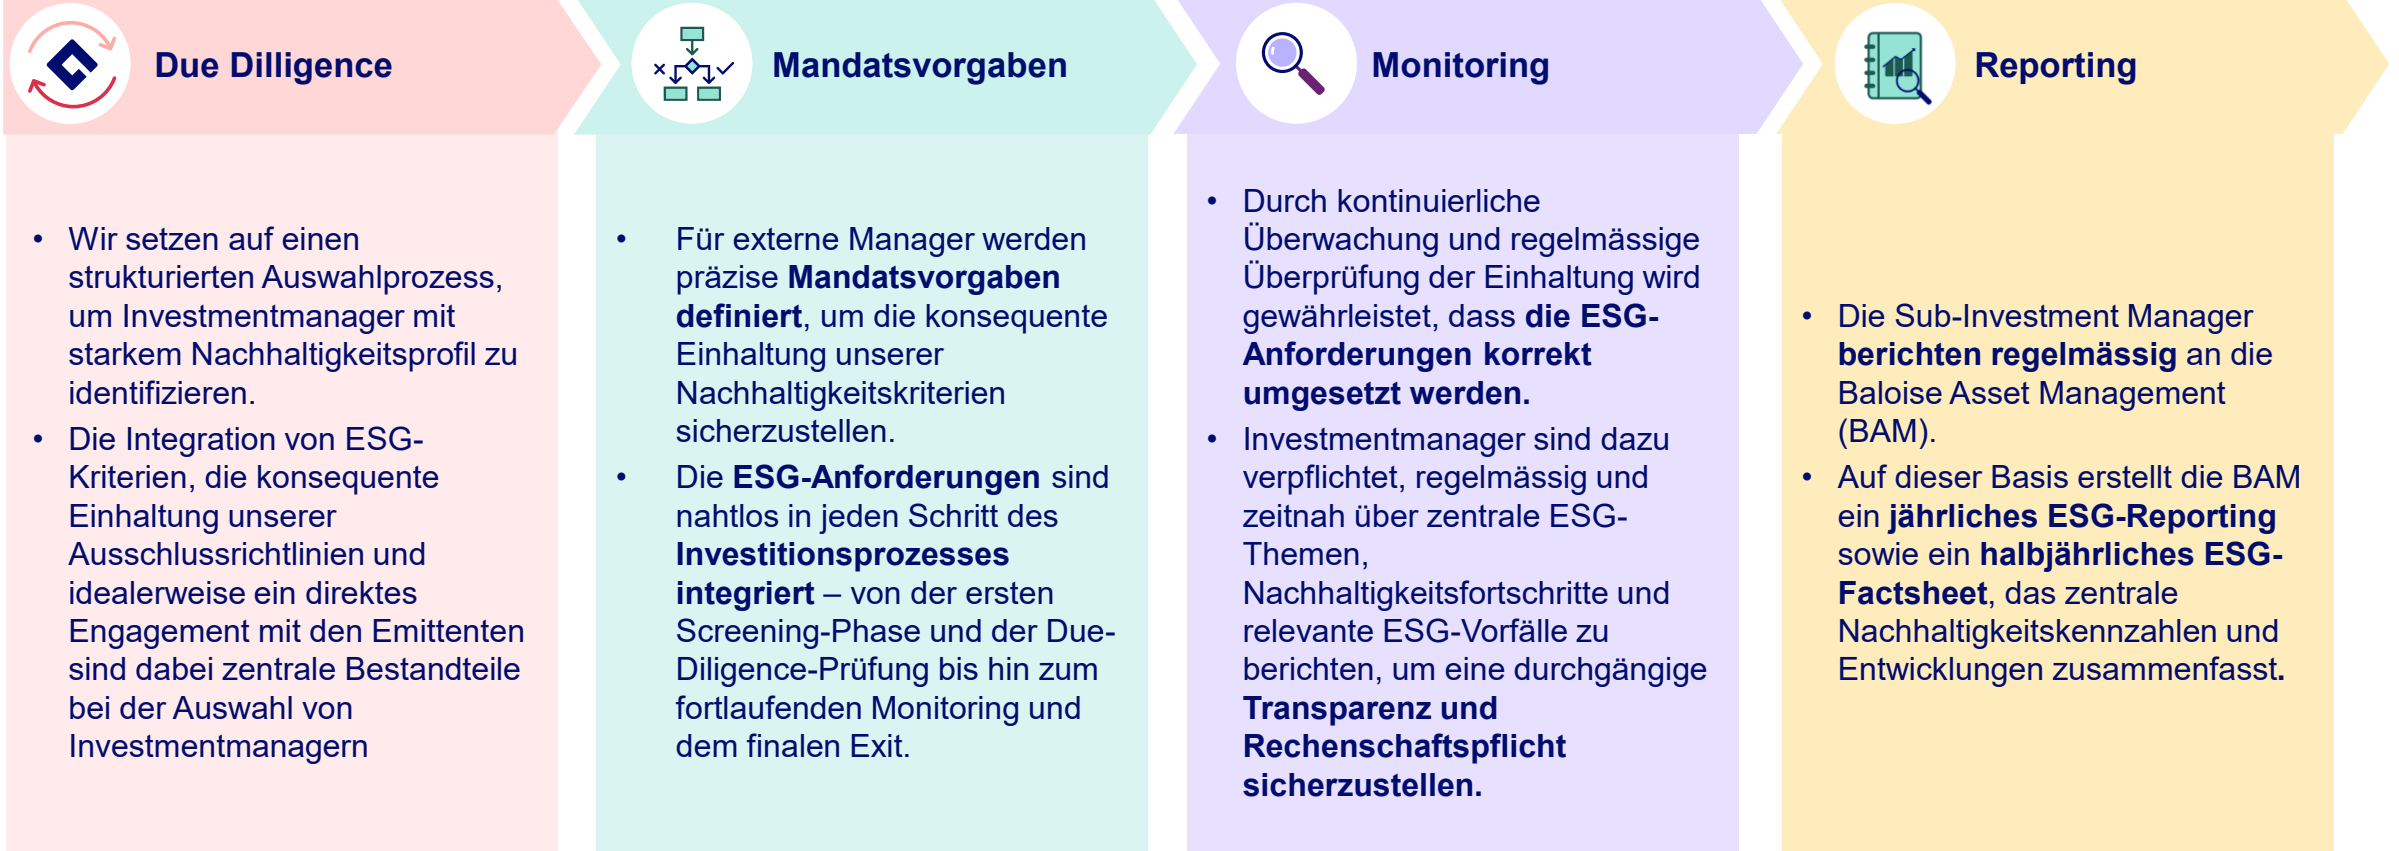 Due Dilligence
• Wir setzen auf einen
strukturierten Auswahlprozess,
um Investmentmanager mit
starkem Nachhaltigkeitsprofil zu
identifizieren.
• Die Integration von ESG-
Kriterien, die konsequente
Einhaltung unserer
Ausschlussrichtlinien und
idealerweise ein direktes
Engagement mit den Emittenten
sind dabei zentrale Bestandteile
bei der Auswahl von
Investmentmanagern
Mandatsvorgaben
• Für externe Manager werden
präzise Mandatsvorgaben
definiert, um die konsequente
Einhaltung unserer
Nachhaltigkeitskriterien
sicherzustellen.
• Die ESG-Anforderungen sind
nahtlos in jeden Schritt des
Investitionsprozesses
integriert – von der ersten
Screening-Phase und der Due-
Diligence-Prüfung bis hin zum
fortlaufenden Monitoring und
dem finalen Exit.
Monitoring
• Durch kontinuierliche
Überwachung und regelmässige
Überprüfung der Einhaltung wird
gewährleistet, dass die ESG-
Anforderungen korrekt
umgesetzt werden.
• Investmentmanager sind dazu
verpflichtet, regelmässig und
zeitnah über zentrale ESG-
Themen,
Nachhaltigkeitsfortschritte und
relevante ESG-Vorfälle zu
berichten, um eine durchgängige
Transparenz und
Rechenschaftspflicht
sicherzustellen.
Reporting
• Die Sub-Investment Manager
berichten regelmässig an die
Baloise Asset Management
(BAM).
• Auf dieser Basis erstellt die BAM
ein jährliches ESG-Reporting
sowie ein halbjährliches ESG-
Factsheet, das zentrale
Nachhaltigkeitskennzahlen und
Entwicklungen zusammenfasst.